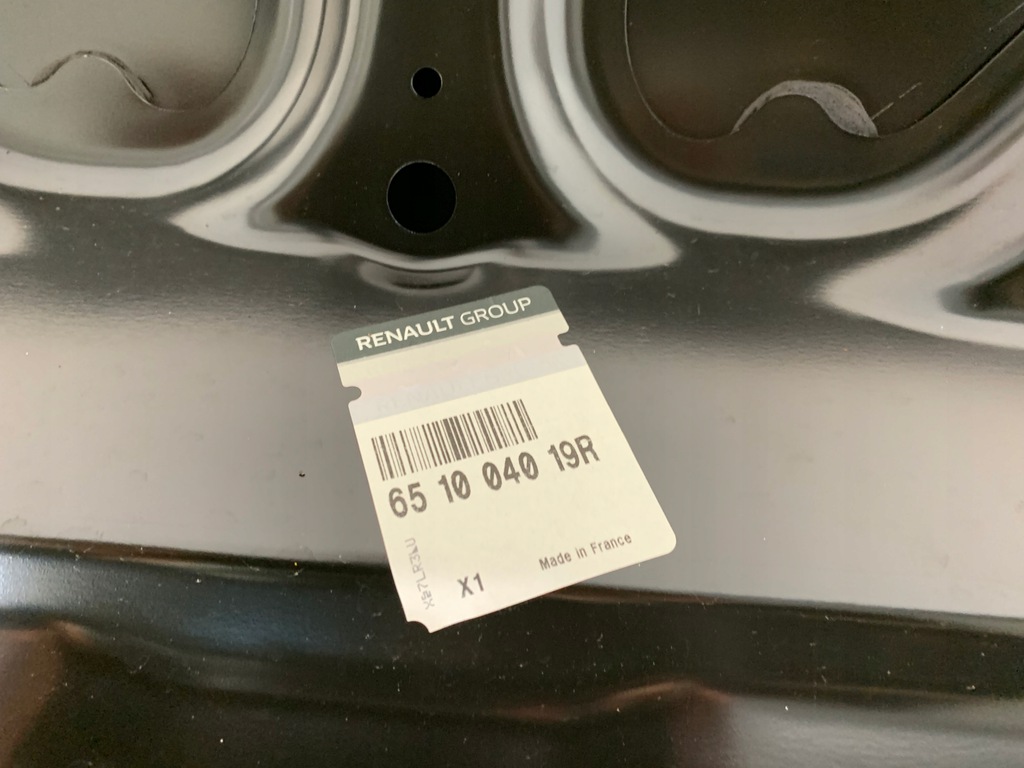 RENAULT GROUP
65 10 040 19R
Made in France
X1